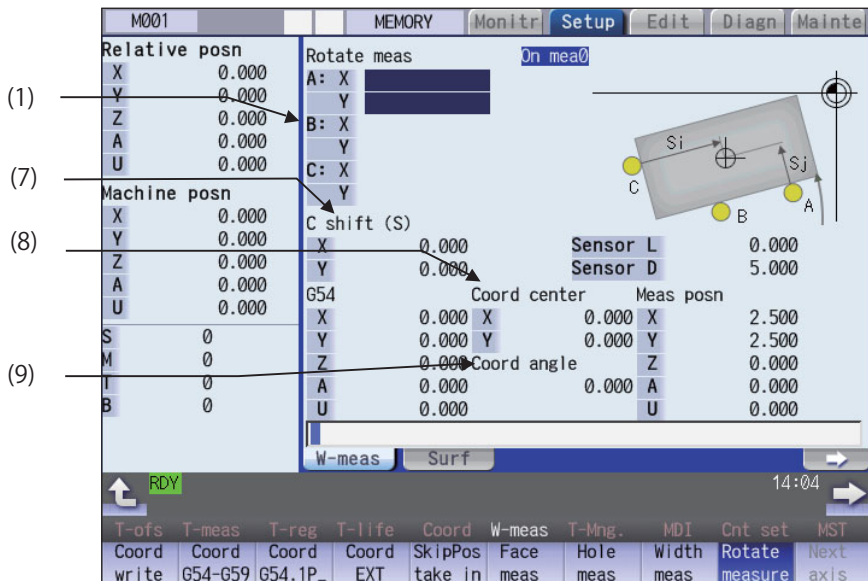 M001 MEMORY Monitr Setup Edit Diagn Mainte
Relative posn
X 0.000
Y 0.000
Z 0.000
A 0.000
U 0.000
Machine posn
X 0.000
Y 0.000
Z 0.000
A 0.000
U 0.000
S 0
M 0
T 0
B 0
(1)
(7)
(8)
(9)
Rotate meas On mea0
A: X
Y
B: X
Y
C: X
Y
Si
Sj
C
B
A
C shift (S)
X 0.000 Sensor L 0.000
Y 0.000 Sensor D 5.000
G54 Coord center Meas posn
X 0.000 X 0.000 X 2.500
Y 0.000 Y 0.000 Y 2.500
Z 0.000 Coord angle Z 0.000
A 0.000 0.000 A 0.000
U 0.000 U 0.000
W-meas Surf
RDY 14:04
T-ofs T-meas T-reg T-life Coord W-meas T-Mng. MDI Cnt set MST
Coord Coord Coord Coord SkipPos Face Hole Width Rotate Next
write G54-G59 G54.1P_ EXT take in meas meas meas measure axis